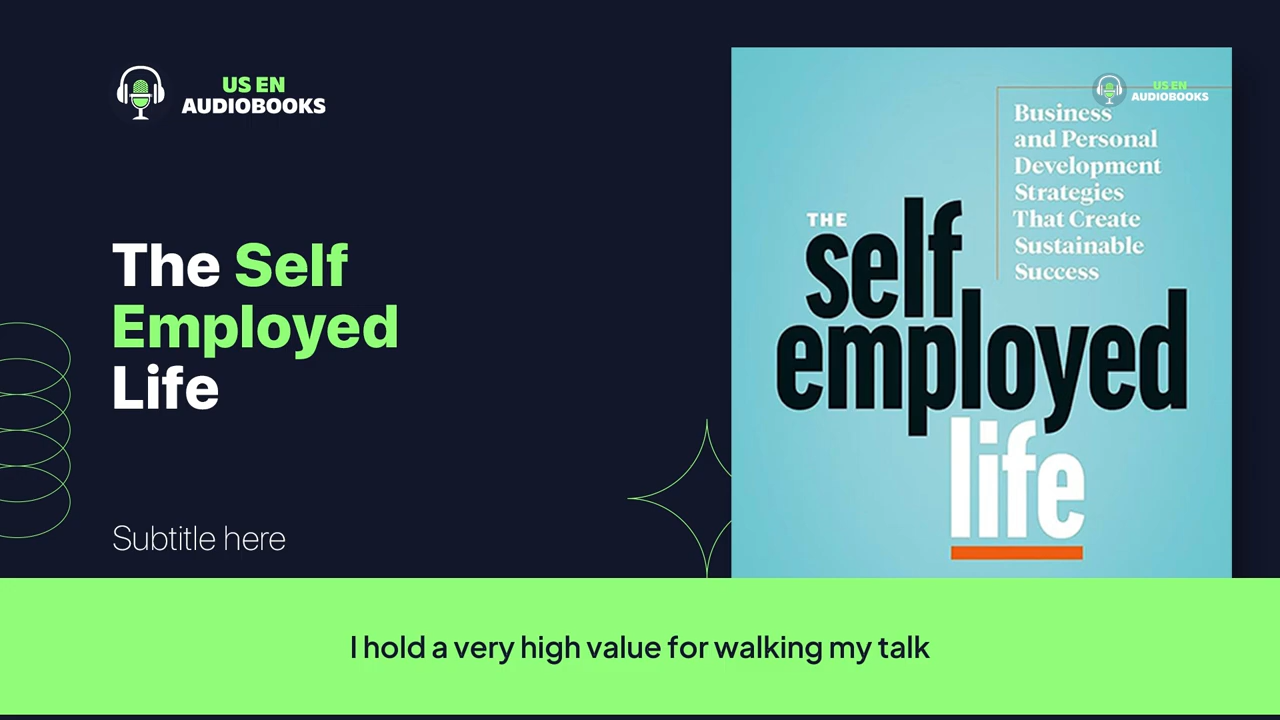 US EN
AUDIOBOOKS
The Self
Employed
Life
Subtitle here
US EN
AUDIOBOOKS
Business
and Personal
Development
Strategies
That Create
Sustainable
Success
THE
self
employed
life
I hold a very high value for walking my talk